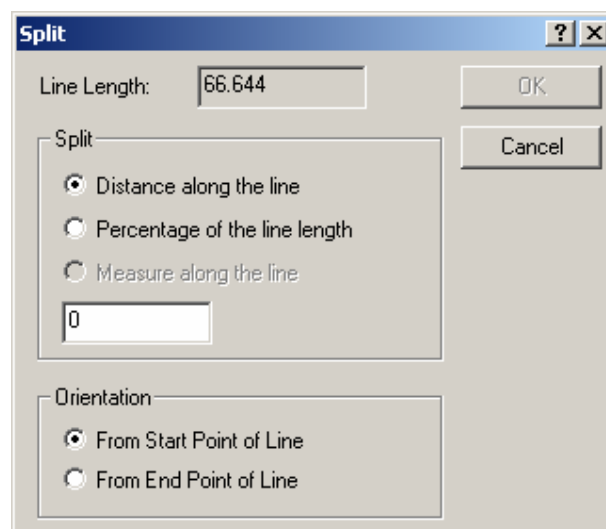 Split
Line Length: 66.644
OK
Split
Cancel
Distance along the line
Percentage of the line length
Measure along the line
0
Orientation
From Start Point of Line
From End Point of Line